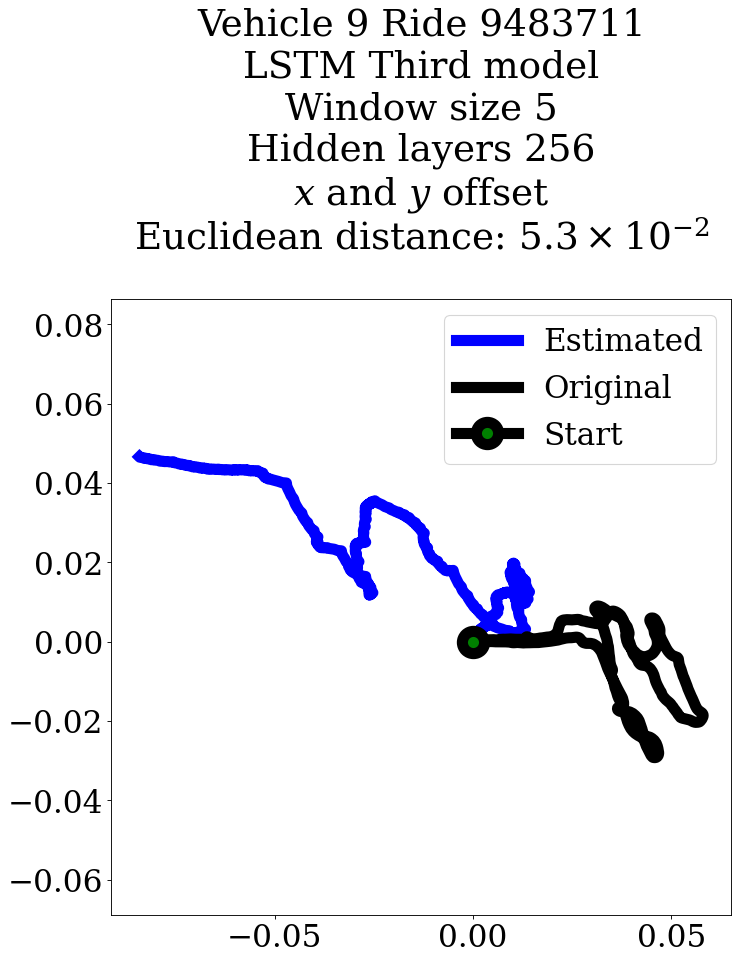 Vehicle 9 Ride 9483711
LSTM Third model
Window size 5
Hidden layers 256
x and y offset
Euclidean distance: 5.3 × 10⁻²
Estimated
Original
Start
0.08
0.06
0.04
0.02
0.00
−0.02
−0.04
−0.06
−0.05 0.00 0.05